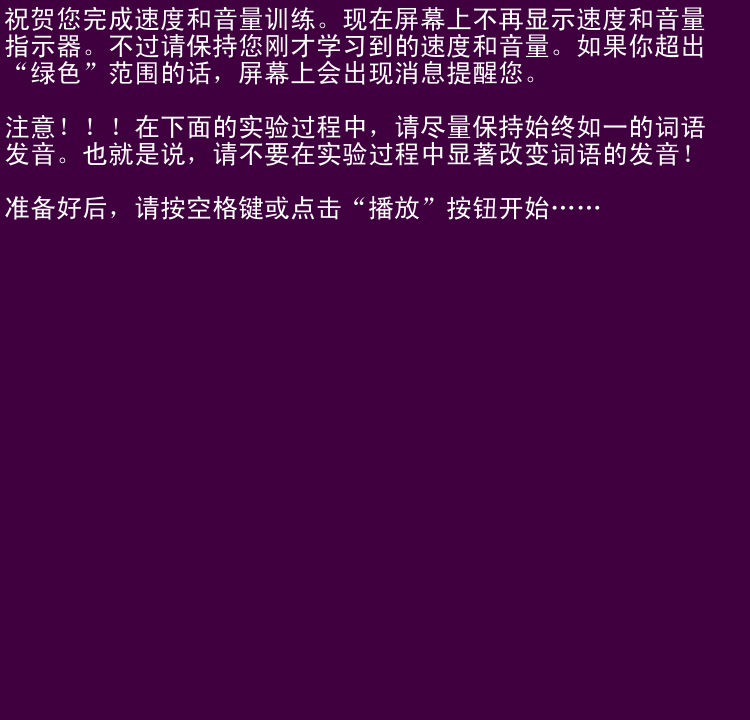 祝贺您完成速度和音量训练。现在屏幕上不再显示速度和音量
指示器。不过请保持您刚才学习到的速度和音量。如果你超出
“绿色”范围的话，屏幕上会出现消息提醒您。
注意！！！在下面的实验过程中，请尽量保持始终如一的词语
发音。也就是说，请不要在实验过程中显著改变词语的发音！
准备好后，请按空格键或点击“播放”按钮开始……